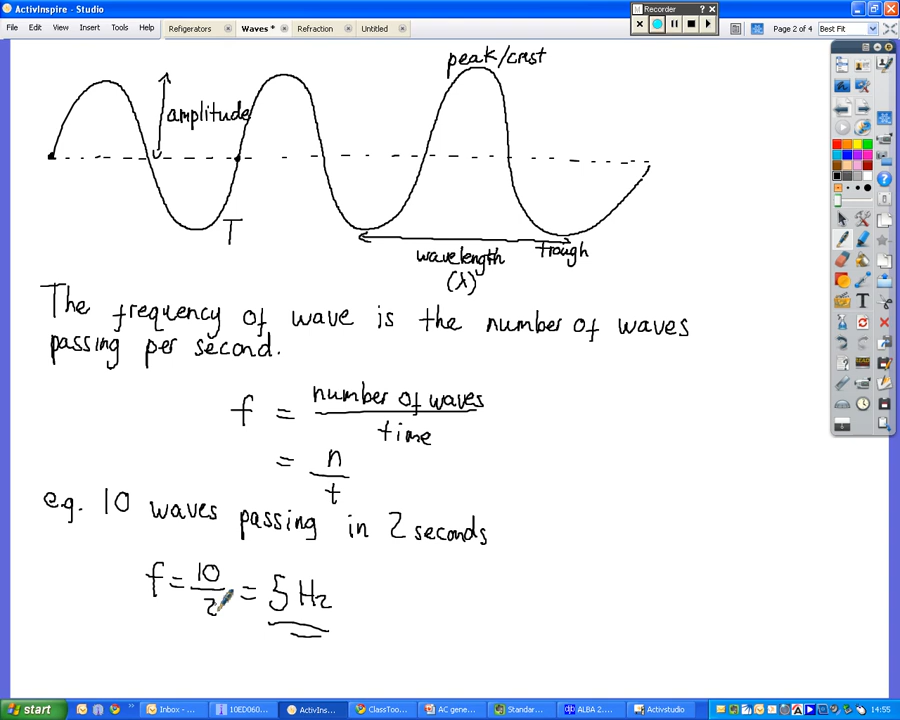 ActivInspire - Studio
Recorder ? X
File Edit View Insert Tools Help Refrigerators Waves * Refraction Untitled Page 2 of 4 Best Fit
peak/crest
amplitude
T
wavelength
trough
(λ)
The frequency of wave is the number of waves
passing per second.
f = number of waves
time
= n
t
e.g. 10 waves passing in 2 seconds
f = 10
2
= 5 Hz
start Inbox - ... 10ED060... ActivIns... ClassToo... AC gene... Standar... ALBA 2... Activstudio 14:55